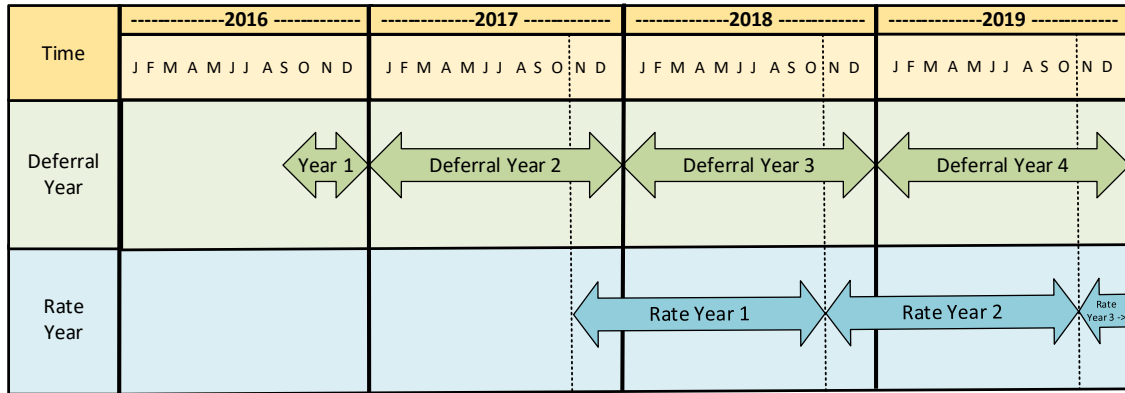 Time
---------------2016---------------
---------------2017---------------
---------------2018---------------
---------------2019---------------
J F M A M J J A S O N D
J F M A M J J A S O N D
J F M A M J J A S O N D
J F M A M J J A S O N D
Deferral
Year
Year 1
Deferral Year 2
Deferral Year 3
Deferral Year 4
Rate
Year
Rate Year 1
Rate Year 2
Rate
Year 3 ->